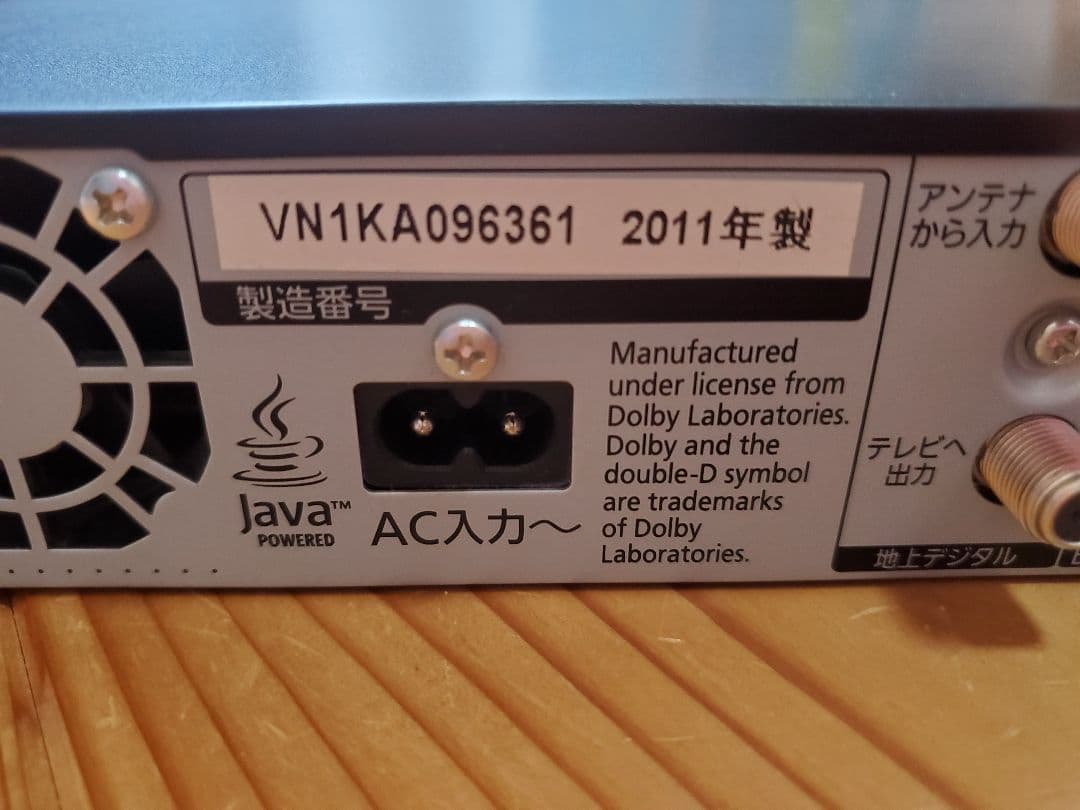 VN1KA096361 2011年製
製造番号
アンテナ
から入力
Java™
POWERED
AC入力～
Manufactured
under license from
Dolby Laboratories.
Dolby and the
double-D symbol
are trademarks
of Dolby
Laboratories.
テレビへ
出力
地上デジタル